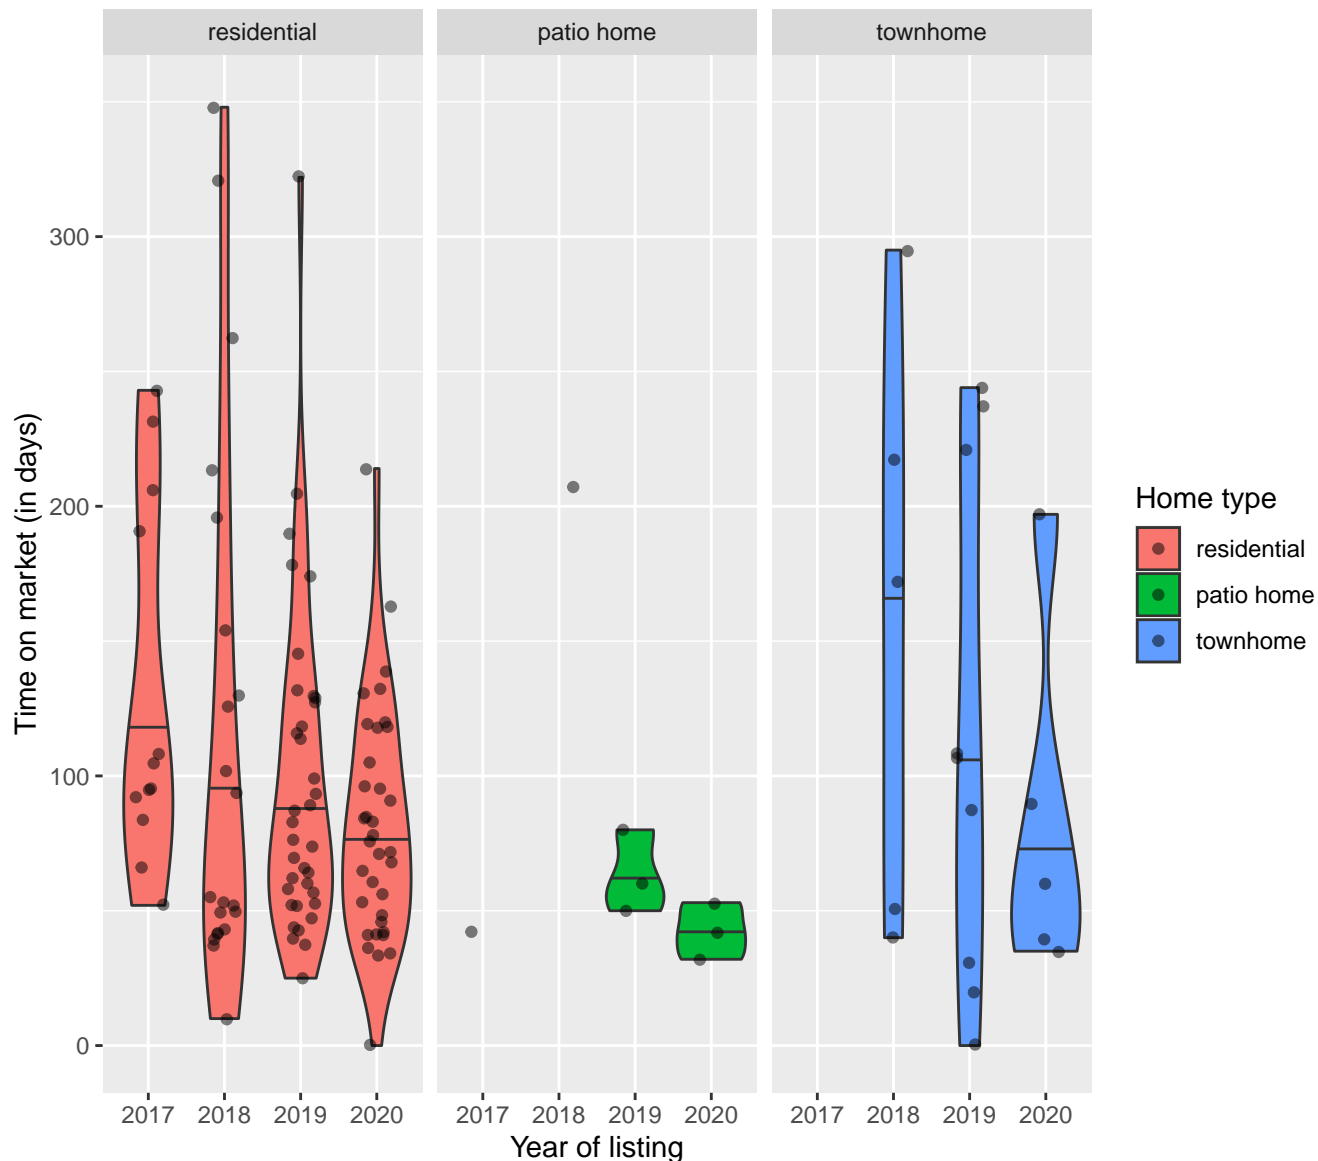 residential patio home townhome
300
200
100
0
Time on market (in days)
2017 2018 2019 2020 2017 2018 2019 2020 2017 2018 2019 2020
Year of listing
Home type
residential
patio home
townhome